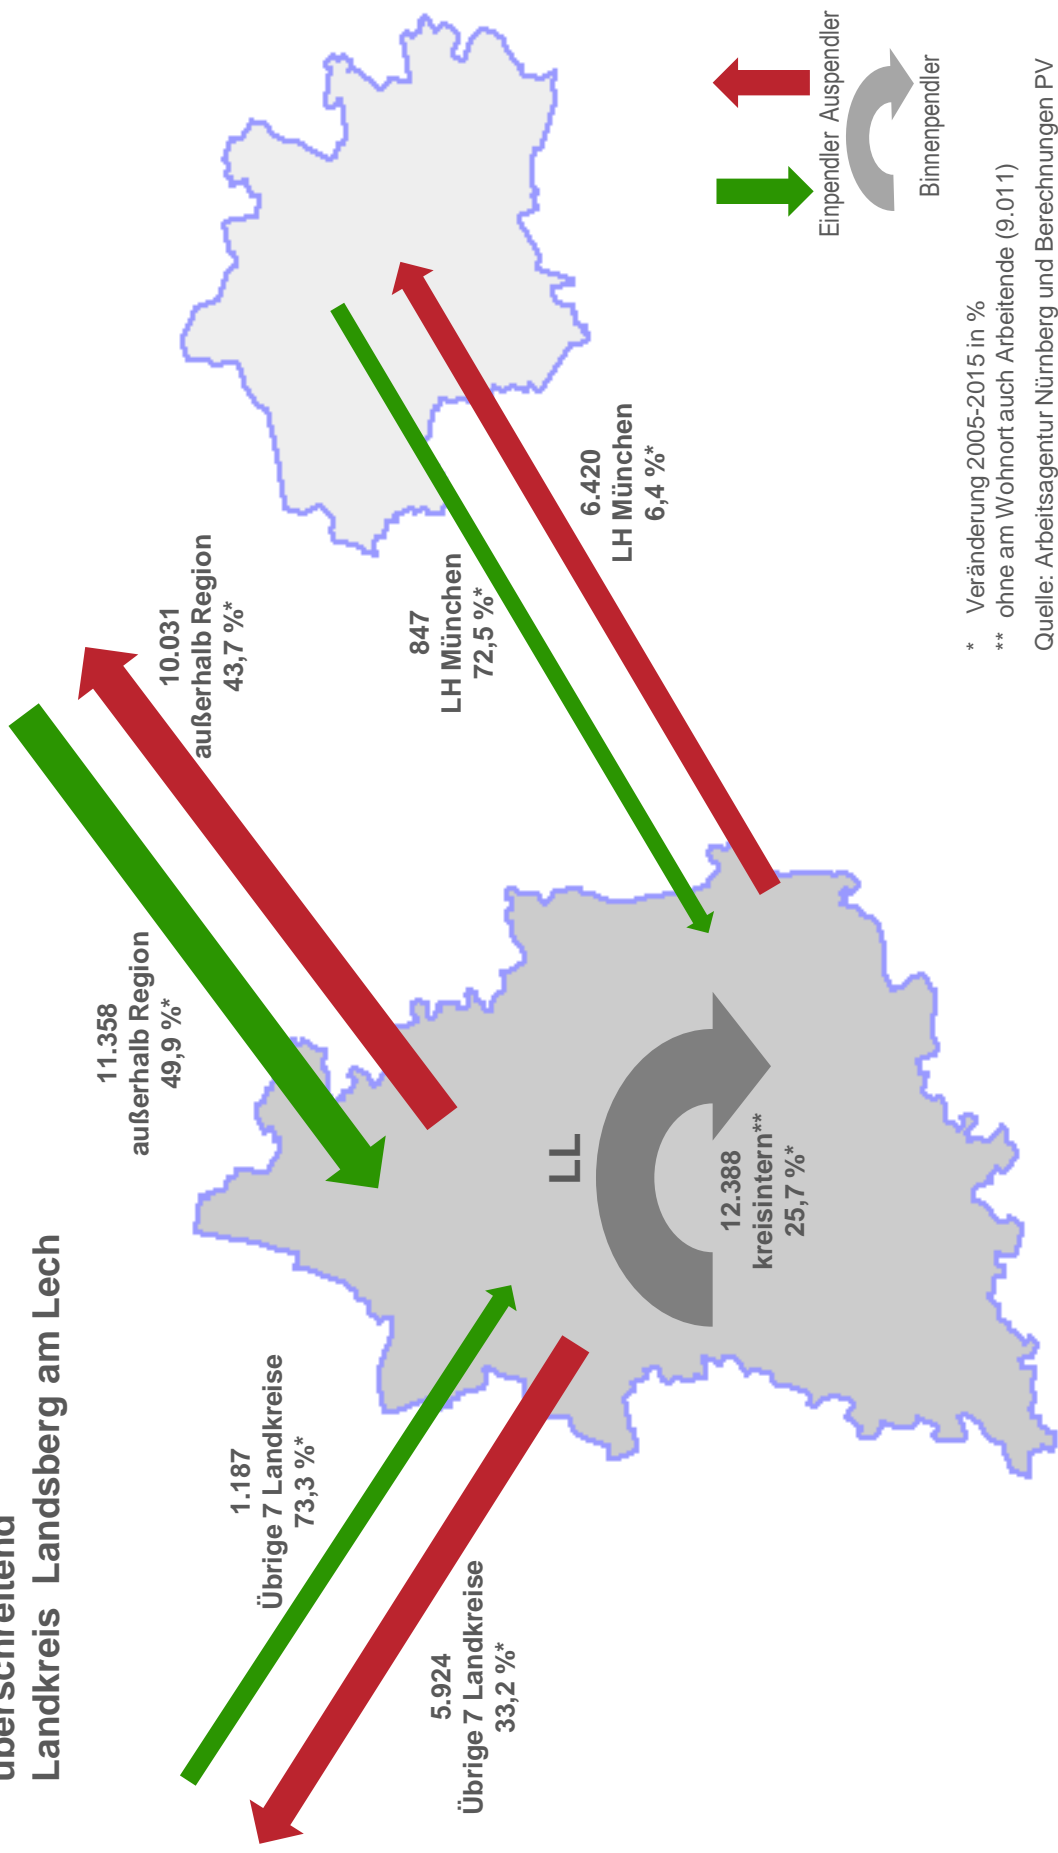 überschreitend
Landkreis Landsberg am Lech
11.358
außerhalb Region
49,9 %*
10.031
außerhalb Region
43,7 %*
1.187
Übrige 7 Landkreise
73,3 %*
5.924
Übrige 7 Landkreise
33,2 %*
847
LH München
72,5 %*
6.420
LH München
6,4 %*
LL
12.388
kreisintern**
25,7 %*
Einpendler Auspendler
Binnenpendler
* Veränderung 2005-2015 in %
** ohne am Wohnort auch Arbeitende (9.011)
Quelle: Arbeitsagentur Nürnberg und Berechnungen PV